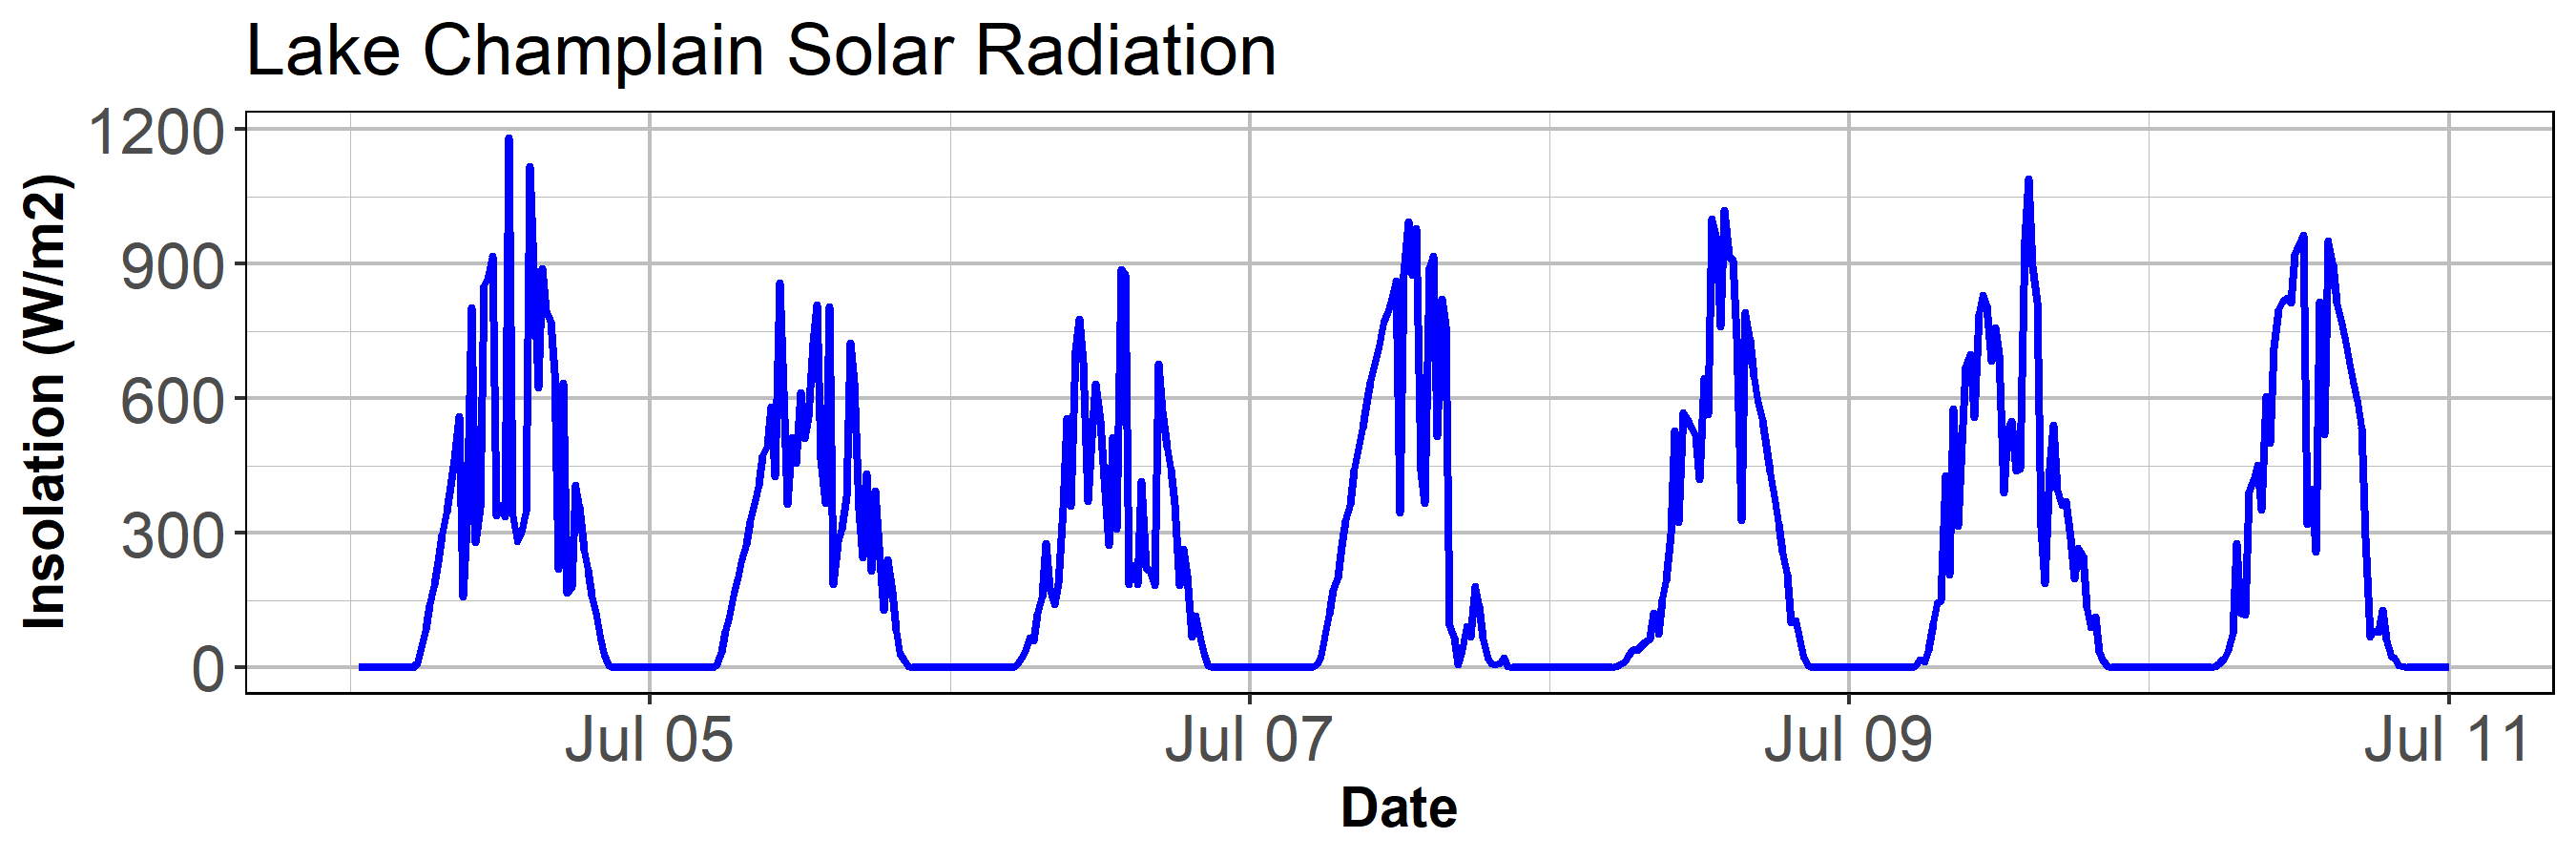 Lake Champlain Solar Radiation
Insolation (W/m2)
1200
900
600
300
0
Jul 05 Jul 07 Jul 09 Jul 11
Date